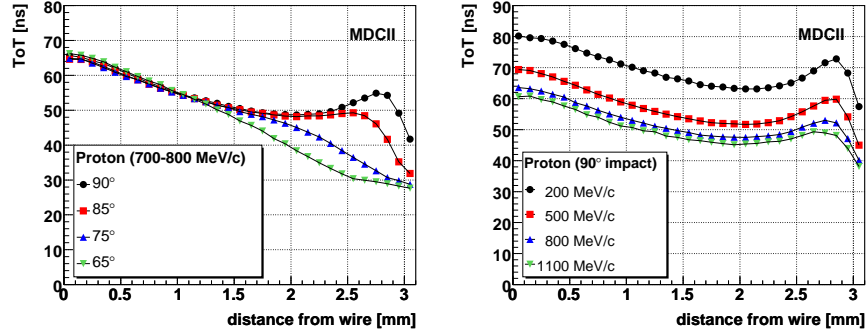 ToT [ns]
80
70
60
50
40
30
20
10
0
MDCII
Proton (700-800 MeV/c)
90°
85°
75°
65°
0 0.5 1 1.5 2 2.5 3
distance from wire [mm]
ToT [ns]
90
80
70
60
50
40
30
20
10
0
MDCII
Proton (90° impact)
200 MeV/c
500 MeV/c
800 MeV/c
1100 MeV/c
0 0.5 1 1.5 2 2.5 3
distance from wire [mm]